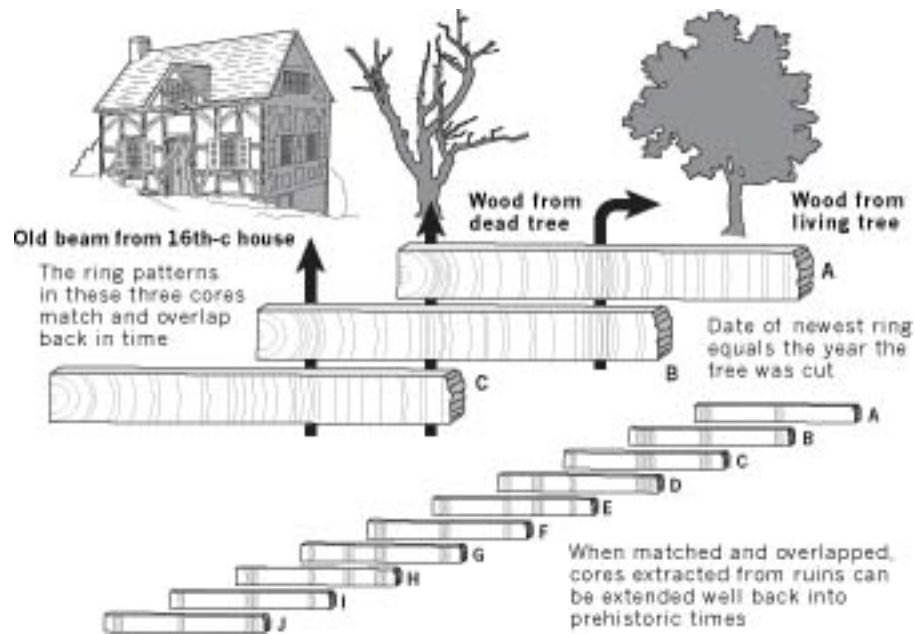 Wood from
dead tree
Wood from
living tree
Old beam from 16th-c house
The ring patterns
in these three cores
match and overlap
back in time
A
B
C
Date of newest ring
equals the year the
tree was cut
A
B
C
D
E
F
G
H
I
J
When matched and overlapped,
cores extracted from ruins can
be extended well back into
prehistoric times